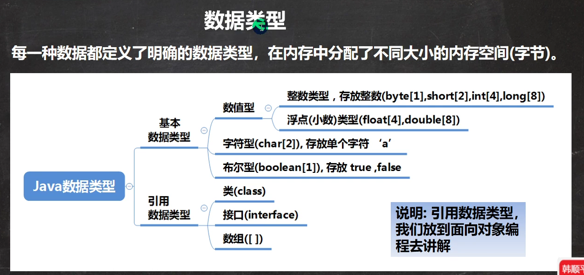 数据类型
每一种数据都定义了明确的数据类型，在内存中分配了不同大小的内存空间(字节)。
Java数据类型
基本
数据类型
数值型
整数类型，存放整数(byte[1],short[2],int[4],long[8])
浮点(小数)类型(float[4],double[8])
字符型(char[2]), 存放单个字符 ‘a’
布尔型(boolean[1]), 存放 true ,false
引用
数据类型
类(class)
接口(interface)
数组([ ])
说明: 引用数据类型，
我们放到面向对象编
程去讲解
韩顺